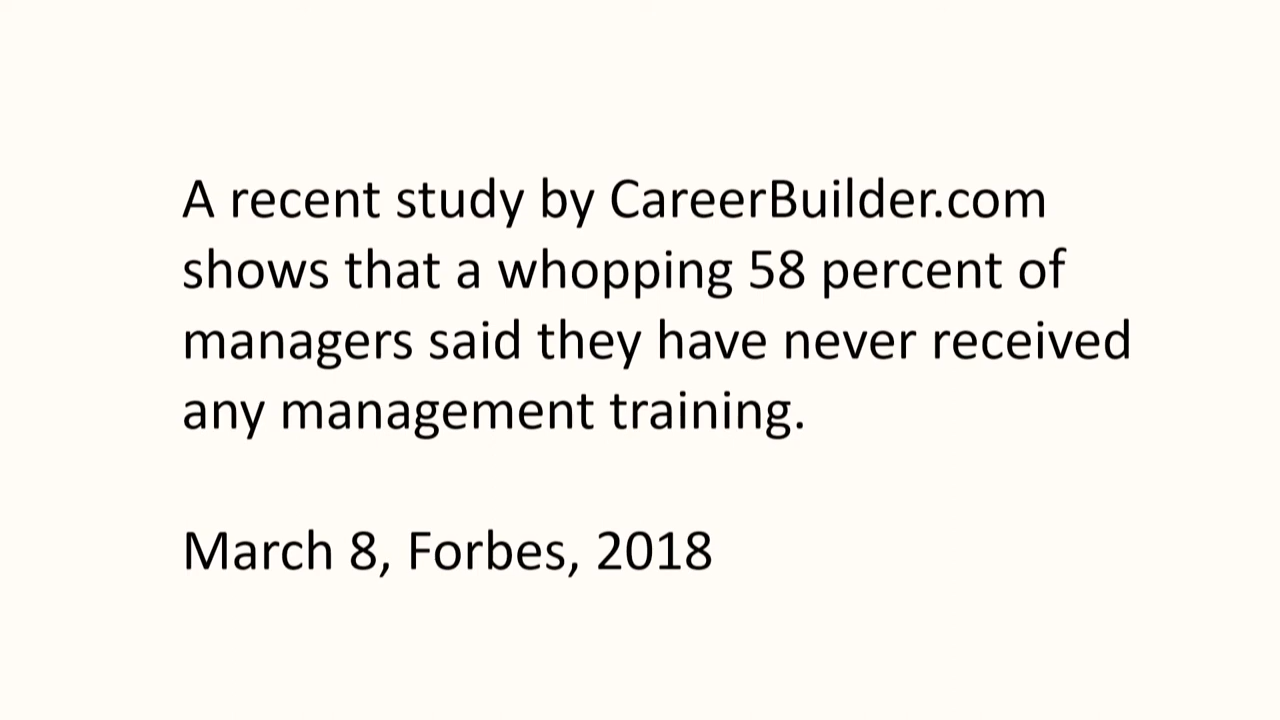 A recent study by CareerBuilder.com
shows that a whopping 58 percent of
managers said they have never received
any management training.
March 8, Forbes, 2018